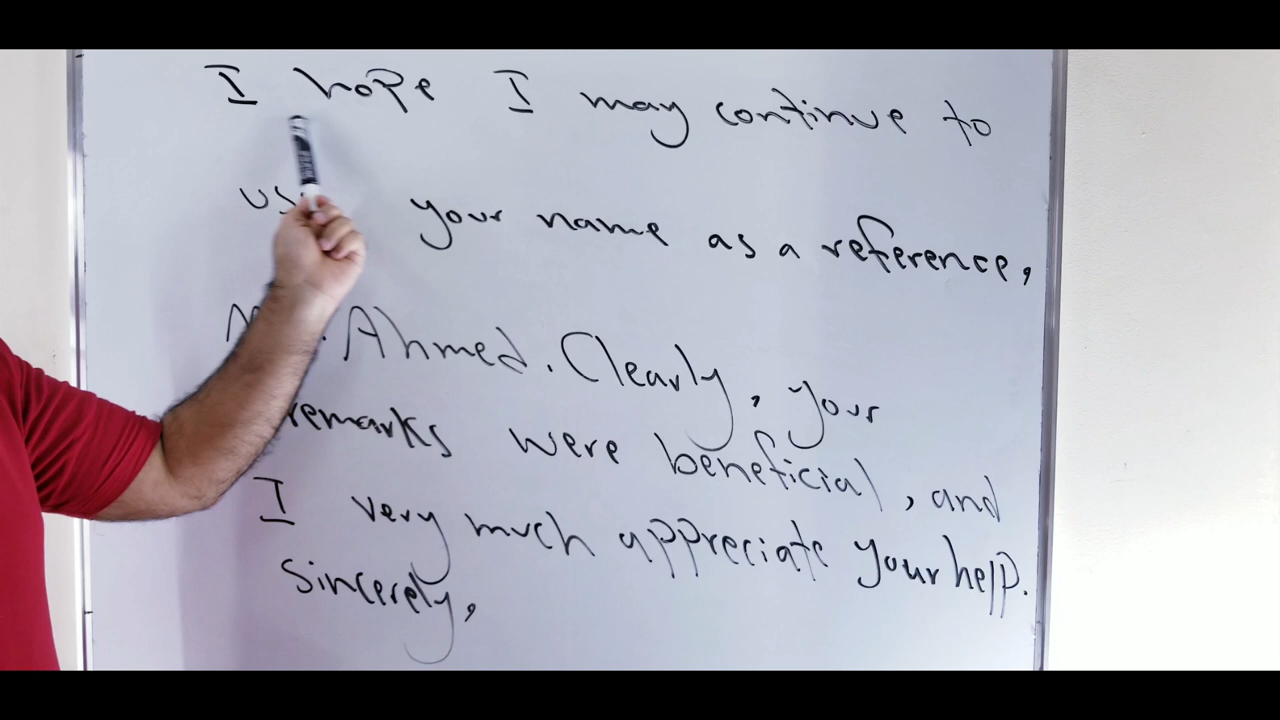 I hope I may continue to
your name as a reference,
Ahmed. Clearly, your
remarks were beneficial, and
I very much appreciate your help.
Sincerely,